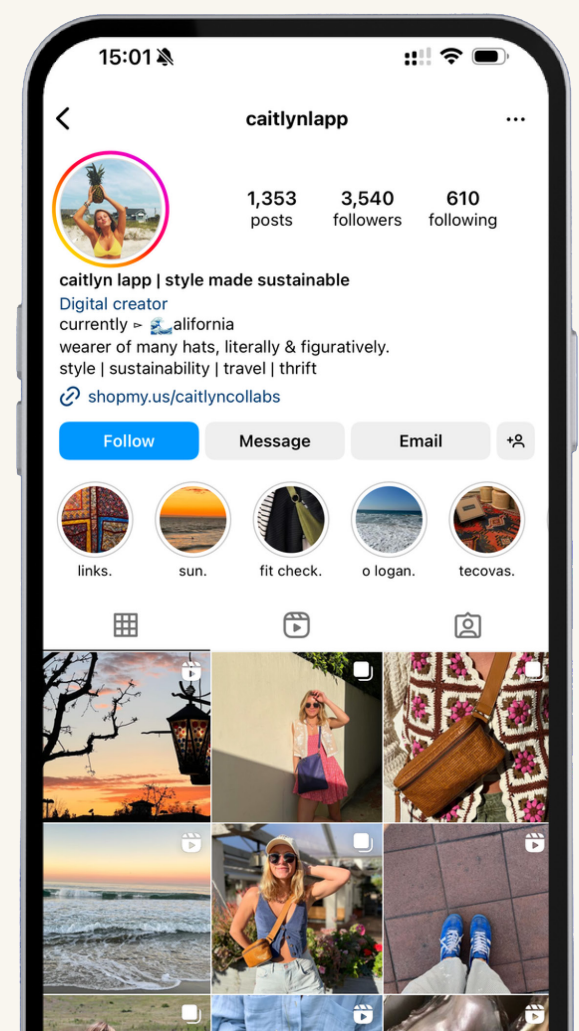 15:01
caitlynlapp
1,353 3,540 610
posts followers following
caitlyn lapp | style made sustainable
Digital creator
currently ▻ 🌊alifornia
wearer of many hats, literally & figuratively.
style | sustainability | travel | thrift
shopmy.us/caitlyncollabs
Follow Message Email
links. sun. fit check. o logan. tecovas.